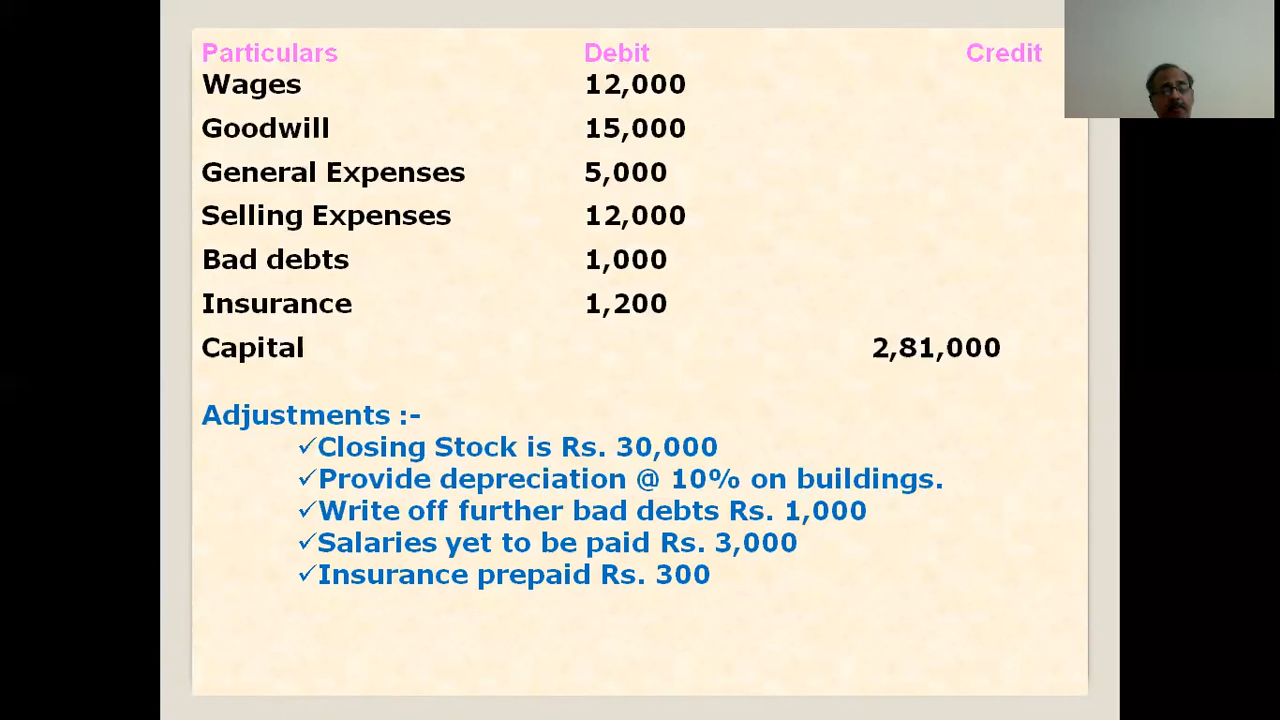 Particulars Debit Credit
Wages 12,000
Goodwill 15,000
General Expenses 5,000
Selling Expenses 12,000
Bad debts 1,000
Insurance 1,200
Capital 2,81,000
Adjustments :-
✓Closing Stock is Rs. 30,000
✓Provide depreciation @ 10% on buildings.
✓Write off further bad debts Rs. 1,000
✓Salaries yet to be paid Rs. 3,000
✓Insurance prepaid Rs. 300